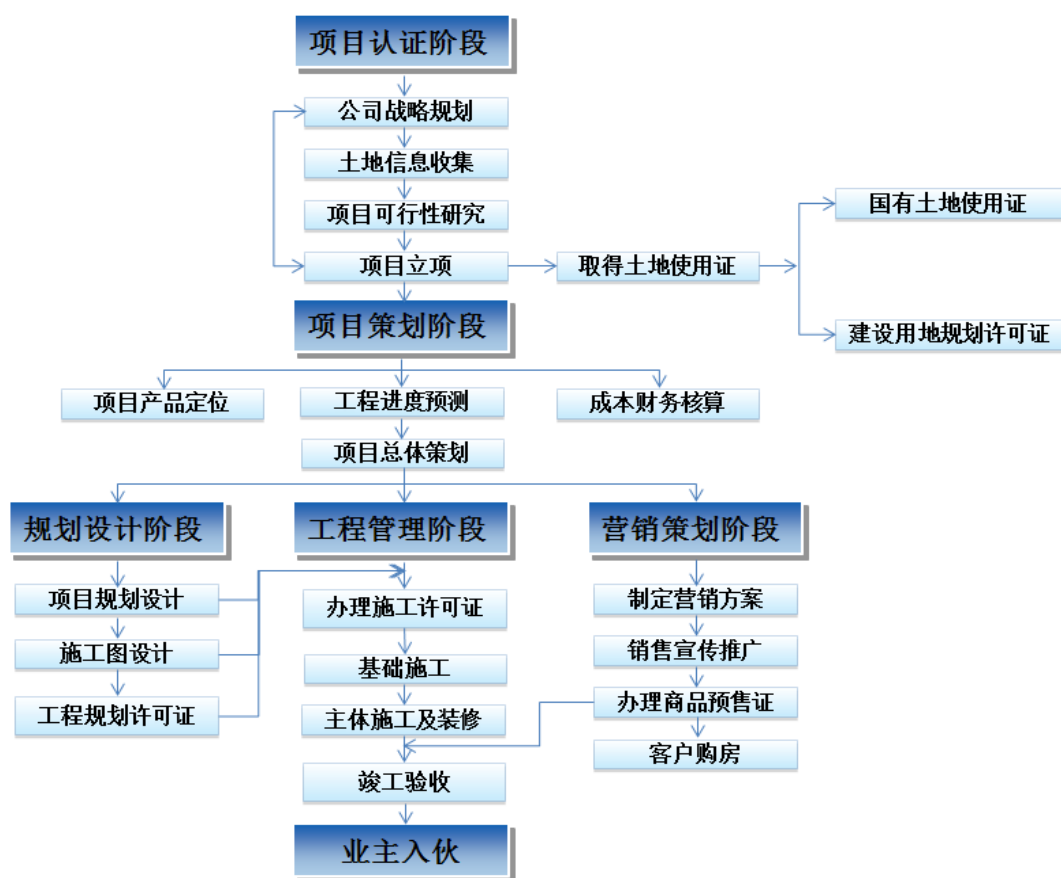 项目认证阶段
公司战略规划
土地信息收集
项目可行性研究
项目立项
取得土地使用证
国有土地使用证
建设用地规划许可证
项目策划阶段
项目产品定位
工程进度预测
成本财务核算
项目总体策划
规划设计阶段
工程管理阶段
营销策划阶段
项目规划设计
施工图设计
工程规划许可证
办理施工许可证
基础施工
主体施工及装修
竣工验收
制定营销方案
销售宣传推广
办理商品预售证
客户购房
业主入伙